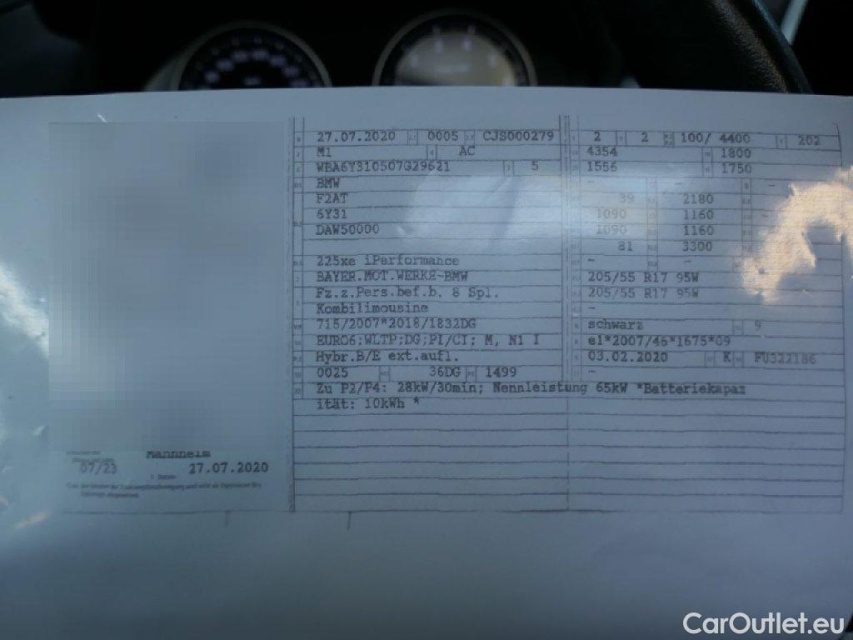 27.07.2020 0005 CJS000279 2 2 100/ 4400 202
M1 AC 4354 1800
WBA6Y310507G29621 5 1556 1750
BMW - -
F2AT 39 2180
6Y31 1090 1160
DAW50000 1090 1160
81 3300
225xe iPerformance - -
BAYER.MOT.WERKE-BMW 205/55 R17 95W
Fz.z.Pers.bef.b. 8 Spl. 205/55 R17 95W
Kombilimousine -
715/2007*2018/1832DG schwarz 9
EURO6;WLTP;DG;PI/CI; M, N1 I e1*2007/46*1675*09
Hybr.B/E ext.aufl. 03.02.2020 K FU322186
0025 36DG 1499 -
Zu P2/P4: 28kW/30min; Nennleistung 65kW *Batteriekapaz
ität: 10kWh *
Mannheim
07/23 27.07.2020
CarOutlet.eu